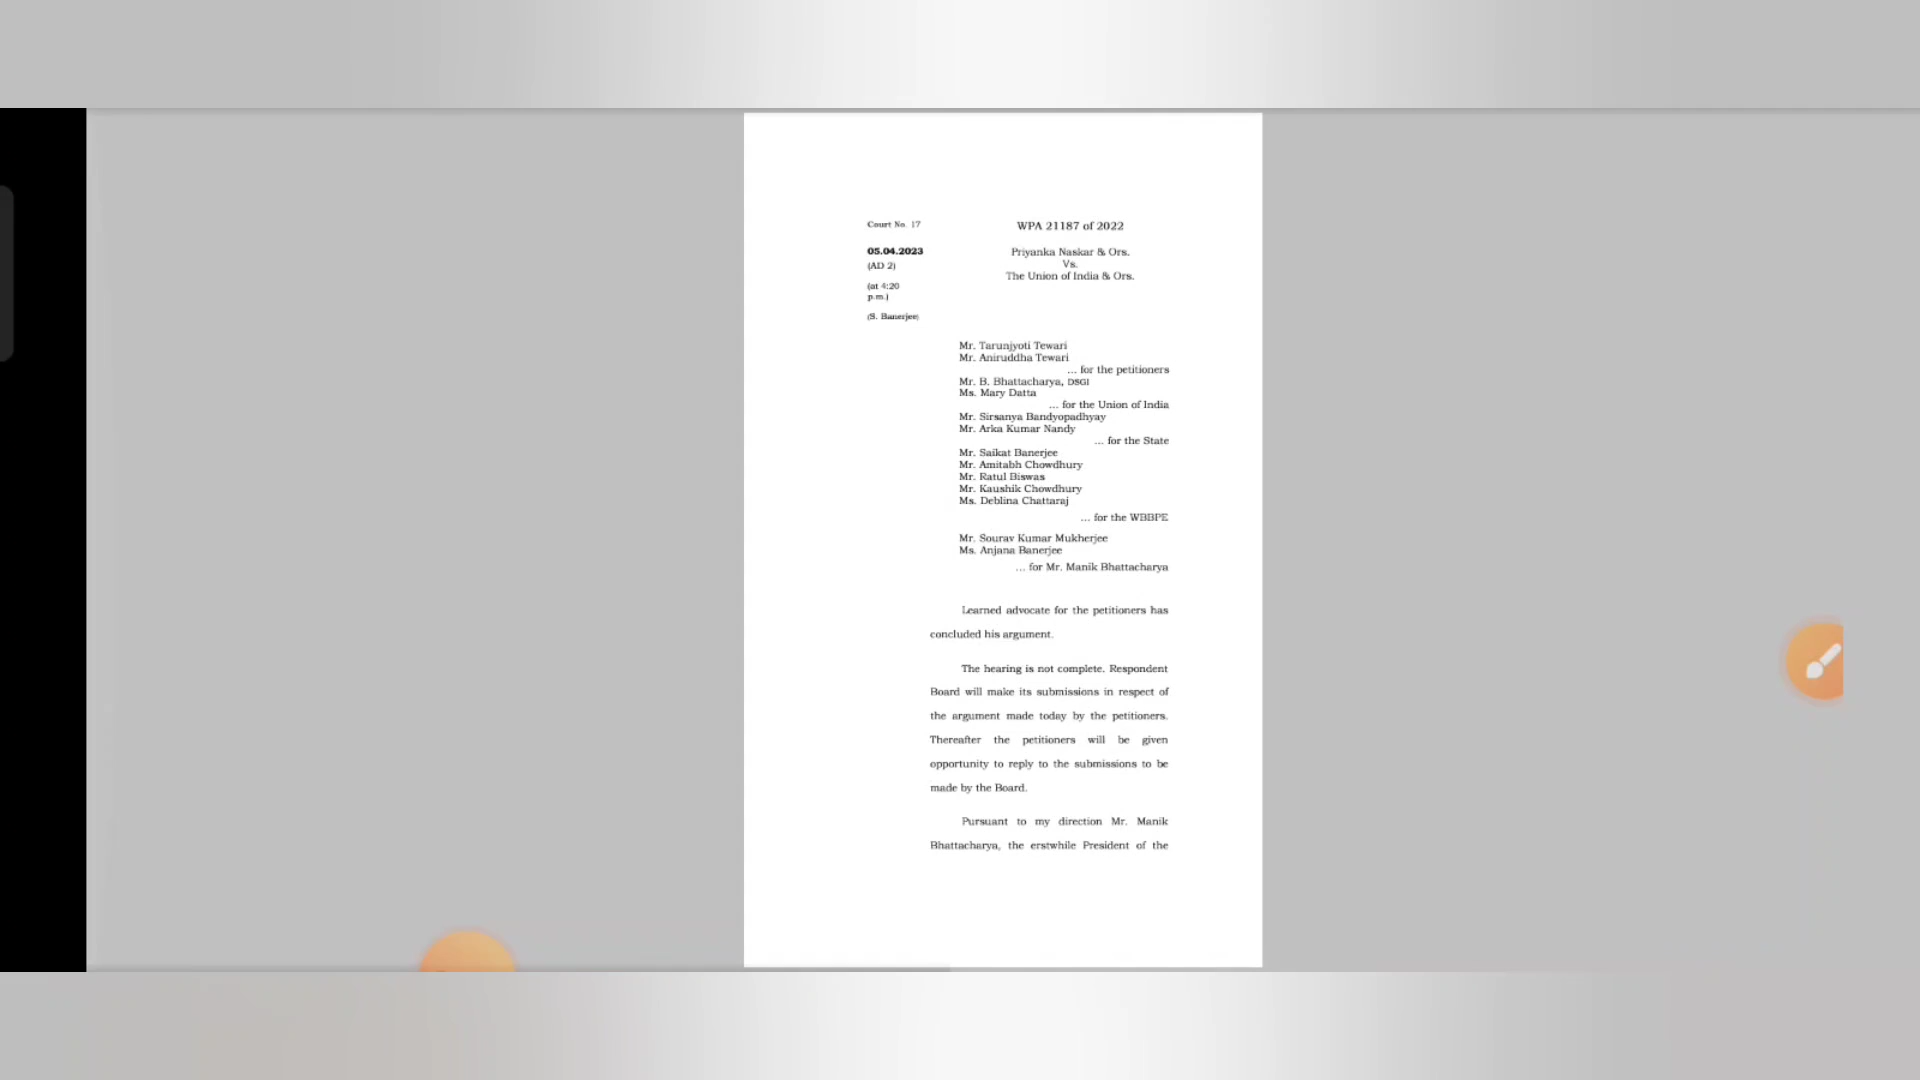 Court No. 17
WPA 21187 of 2022
05.04.2023
(AD 2)
(at 4:20
p.m.)
(S. Banerjee)
Priyanka Naskar & Ors.
Vs.
The Union of India & Ors.
Mr. Tarunjyoti Tewari
Mr. Aniruddha Tewari
... for the petitioners
Mr. B. Bhattacharya, DSGI
Ms. Mary Datta
... for the Union of India
Mr. Sirsanya Bandyopadhyay
Mr. Arka Kumar Nandy
... for the State
Mr. Saikat Banerjee
Mr. Amitabh Chowdhury
Mr. Ratul Biswas
Mr. Kaushik Chowdhury
Ms. Deblina Chattaraj
... for the WBBPE
Mr. Sourav Kumar Mukherjee
Ms. Anjana Banerjee
... for Mr. Manik Bhattacharya
Learned advocate for the petitioners has
concluded his argument.
The hearing is not complete. Respondent
Board will make its submissions in respect of
the argument made today by the petitioners.
Thereafter the petitioners will be given
opportunity to reply to the submissions to be
made by the Board.
Pursuant to my direction Mr. Manik
Bhattacharya, the erstwhile President of the